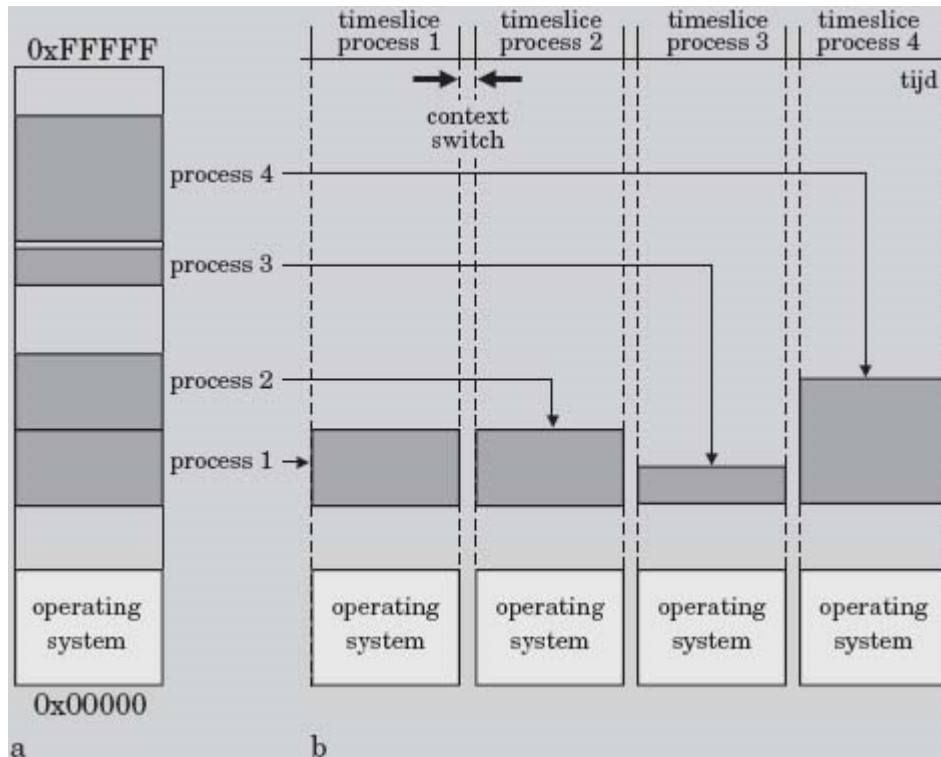 0xFFFFF
process 4
process 3
process 2
process 1
operating
system
0x00000
a
timeslice
process 1
timeslice
process 2
timeslice
process 3
timeslice
process 4
tijd
context
switch
operating
system
operating
system
operating
system
operating
system
b